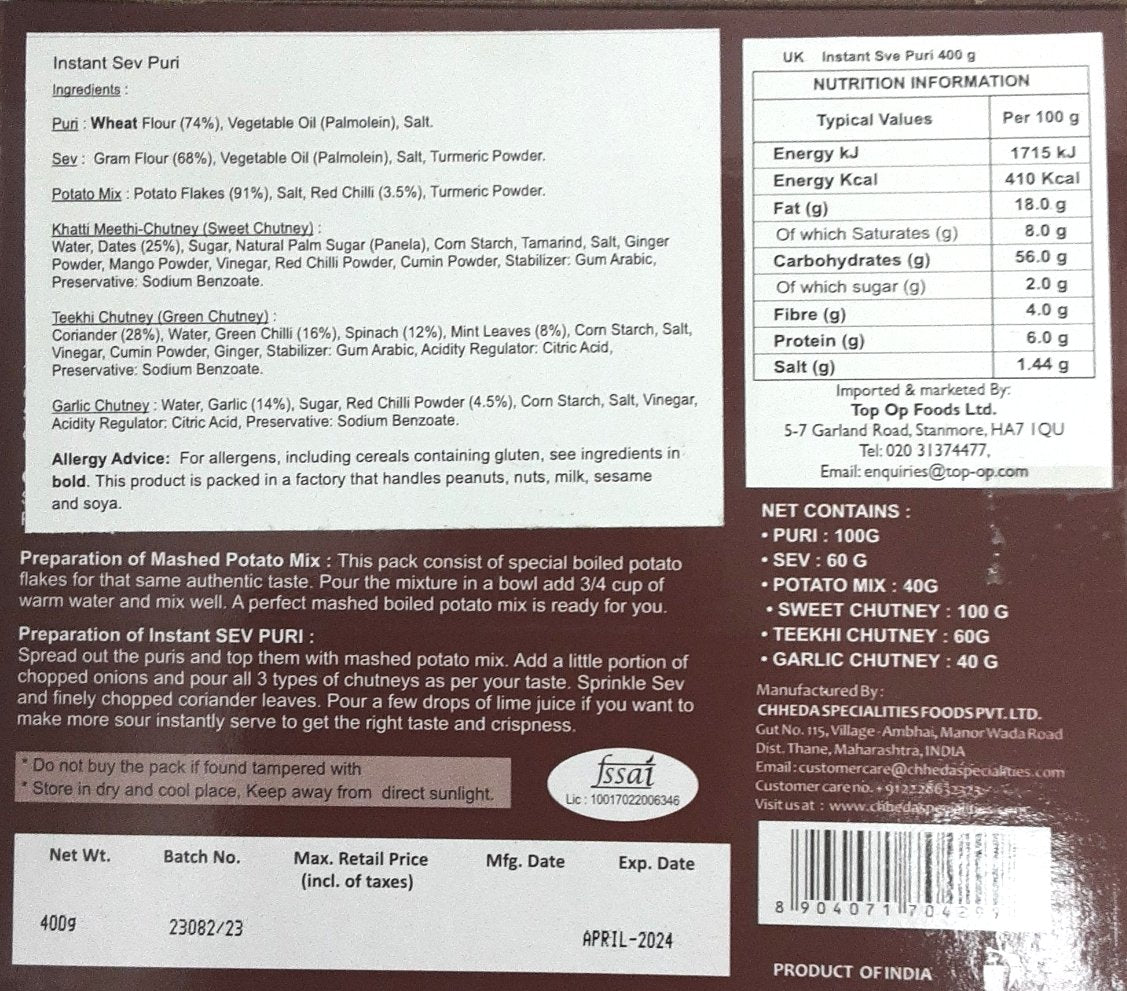 Instant Sev Puri
Ingredients :
Puri : Wheat Flour (74%), Vegetable Oil (Palmolein), Salt.
Sev : Gram Flour (68%), Vegetable Oil (Palmolein), Salt, Turmeric Powder.
Potato Mix : Potato Flakes (91%), Salt, Red Chilli (3.5%), Turmeric Powder.
Khatti Meethi-Chutney (Sweet Chutney) :
Water, Dates (25%), Sugar, Natural Palm Sugar (Panela), Corn Starch, Tamarind, Salt, Ginger
Powder, Mango Powder, Vinegar, Red Chilli Powder, Cumin Powder, Stabilizer: Gum Arabic,
Preservative: Sodium Benzoate.
Teekhi Chutney (Green Chutney) :
Coriander (28%), Water, Green Chilli (16%), Spinach (12%), Mint Leaves (8%), Corn Starch, Salt,
Vinegar, Cumin Powder, Ginger, Stabilizer: Gum Arabic, Acidity Regulator: Citric Acid,
Preservative: Sodium Benzoate.
Garlic Chutney : Water, Garlic (14%), Sugar, Red Chilli Powder (4.5%), Corn Starch, Salt, Vinegar,
Acidity Regulator: Citric Acid, Preservative: Sodium Benzoate.
Allergy Advice: For allergens, including cereals containing gluten, see ingredients in
bold. This product is packed in a factory that handles peanuts, nuts, milk, sesame
and soya.
Preparation of Mashed Potato Mix : This pack consist of special boiled potato
flakes for that same authentic taste. Pour the mixture in a bowl add 3/4 cup of
warm water and mix well. A perfect mashed boiled potato mix is ready for you.
Preparation of Instant SEV PURI :
Spread out the puris and top them with mashed potato mix. Add a little portion of
chopped onions and pour all 3 types of chutneys as per your taste. Sprinkle Sev
and finely chopped coriander leaves. Pour a few drops of lime juice if you want to
make more sour instantly serve to get the right taste and crispness.
* Do not buy the pack if found tampered with
* Store in dry and cool place, Keep away from direct sunlight.
fssai
Lic : 10017022006346
Net Wt. Batch No. Max. Retail Price Mfg. Date Exp. Date
(incl. of taxes)
400g 23082/23 APRIL-2024
UK Instant Sve Puri 400 g
NUTRITION INFORMATION
Typical Values Per 100 g
Energy kJ 1715 kJ
Energy Kcal 410 Kcal
Fat (g) 18.0 g
Of which Saturates (g) 8.0 g
Carbohydrates (g) 56.0 g
Of which sugar (g) 2.0 g
Fibre (g) 4.0 g
Protein (g) 6.0 g
Salt (g) 1.44 g
Imported & marketed By:
Top Op Foods Ltd.
5-7 Garland Road, Stanmore, HA7 1QU
Tel: 020 31374477,
Email: enquiries@top-op.com
NET CONTAINS :
• PURI : 100G
• SEV : 60 G
• POTATO MIX : 40G
• SWEET CHUTNEY : 100 G
• TEEKHI CHUTNEY : 60G
• GARLIC CHUTNEY : 40 G
Manufactured By :
CHHEDA SPECIALITIES FOODS PVT. LTD.
Gut No. 115, Village - Ambhai, Manor Wada Road
Dist. Thane, Maharashtra, INDIA
Email : customercare@chhedaspecialities.com
Customer care no. :
Visit us at :
8 904071
PRODUCT OF INDIA